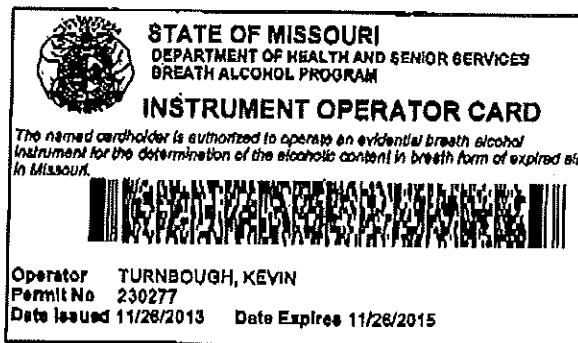 STATE OF MISSOURI
DEPARTMENT OF HEALTH AND SENIOR SERVICES
BREATH ALCOHOL PROGRAM
INSTRUMENT OPERATOR CARD
The named cardholder is authorized to operate an evidential breath alcohol
instrument for the determination of the alcoholic content in breath form of expired air
in Missouri.
Operator TURNBOUGH, KEVIN
Permit No 230277
Date Issued 11/26/2013 Date Expires 11/26/2015